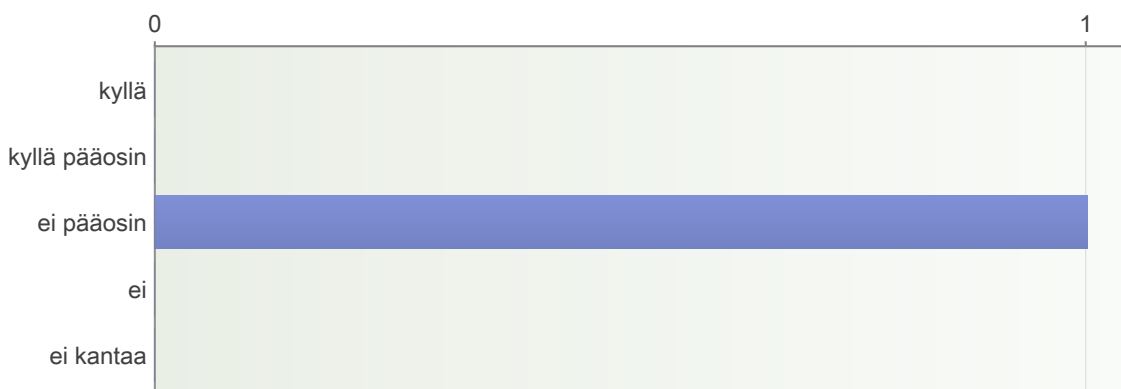 0 1
kyllä
kyllä pääosin
ei pääosin
ei
ei kantaa